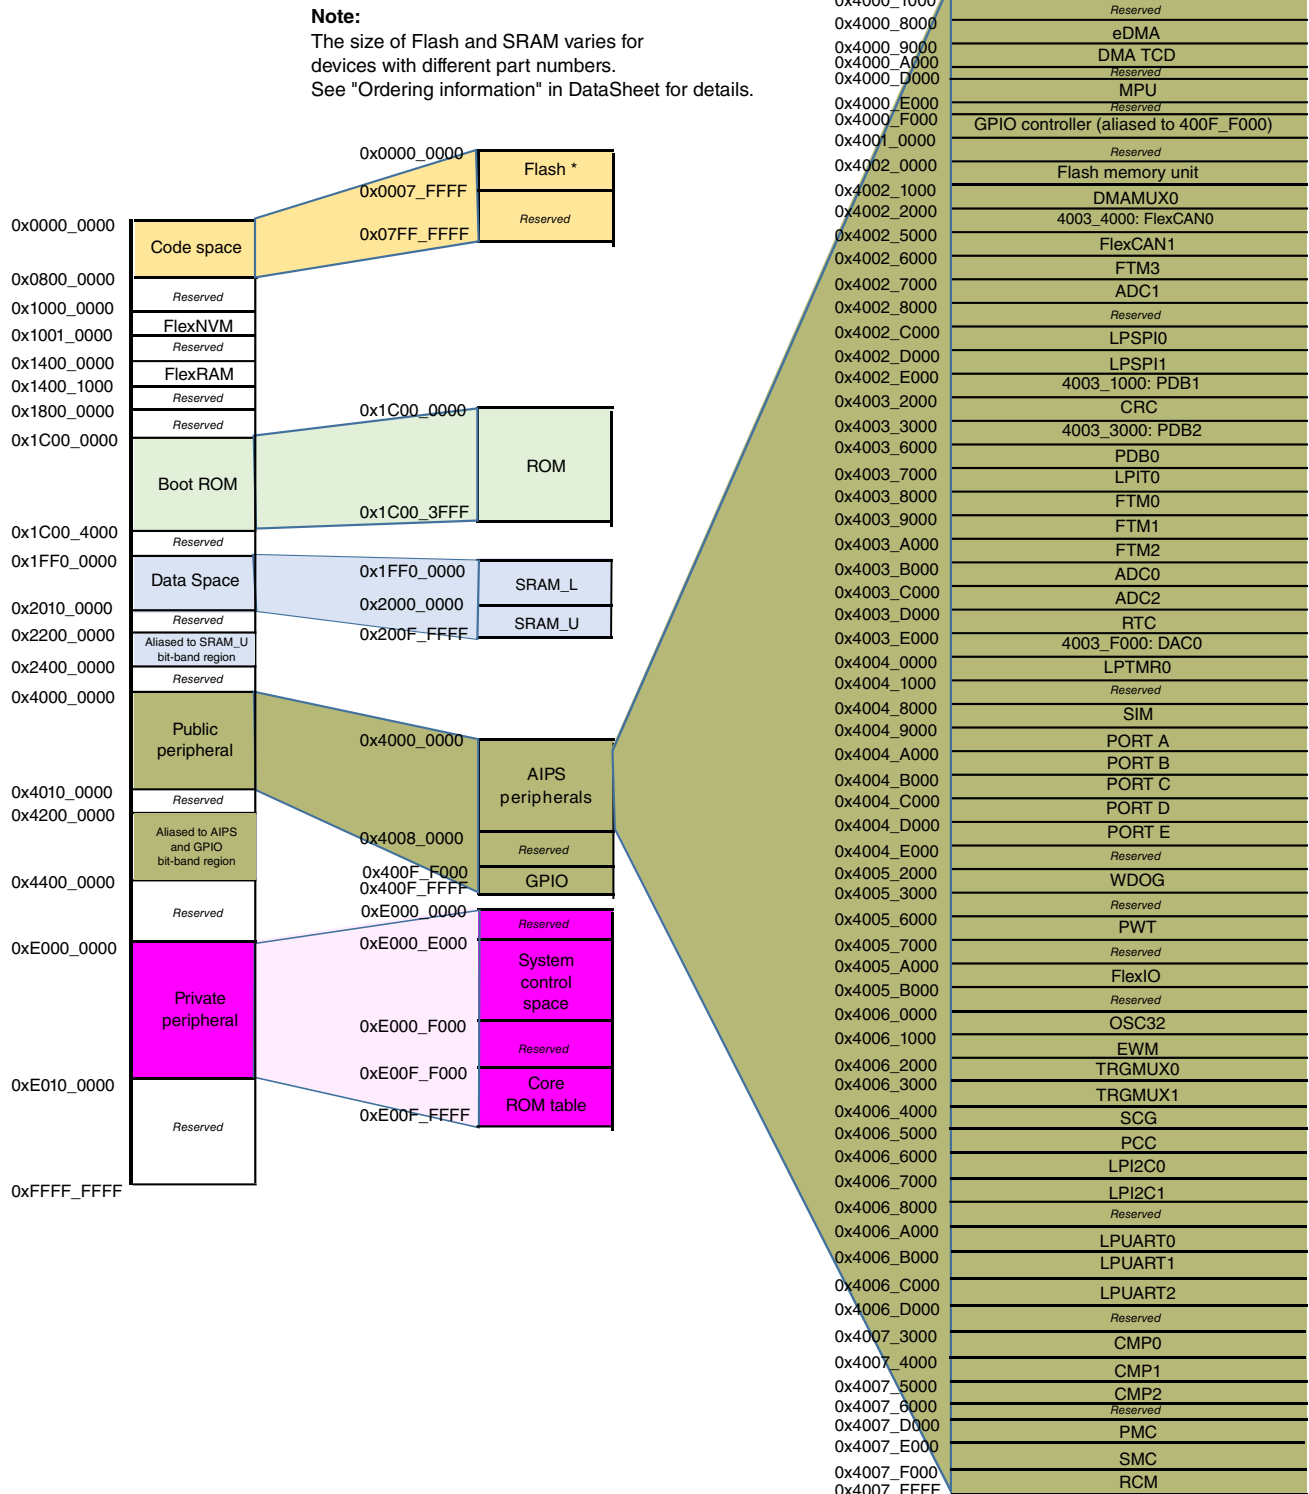 Note:
The size of Flash and SRAM varies for
devices with different part numbers.
See "Ordering information" in DataSheet for details.
0x0000_0000
Code space
0x0800_0000
Reserved
0x1000_0000
FlexNVM
0x1001_0000
Reserved
0x1400_0000
FlexRAM
0x1400_1000
Reserved
0x1800_0000
Reserved
0x1C00_0000
Boot ROM
0x1C00_4000
Reserved
0x1FF0_0000
Data Space
0x2010_0000
Reserved
0x2200_0000
Aliased to SRAM_U
bit-band region
0x2400_0000
Reserved
0x4000_0000
Public
peripheral
0x4010_0000
Reserved
0x4200_0000
Aliased to AIPS
and GPIO
bit-band region
0x4400_0000
Reserved
0xE000_0000
Private
peripheral
0xE010_0000
Reserved
0xFFFF_FFFF
0x0000_0000
Flash *
0x0007_FFFF
Reserved
0x07FF_FFFF
0x1C00_0000
ROM
0x1C00_3FFF
0x1FF0_0000
SRAM_L
0x2000_0000
SRAM_U
0x200F_FFFF
0x4000_0000
AIPS
peripherals
0x4008_0000
Reserved
0x400F_F000
GPIO
0x400F_FFFF
0xE000_0000
Reserved
0xE000_E000
System
control
space
0xE000_F000
Reserved
0xE00F_F000
Core
ROM table
0xE00F_FFFF
0x4000_1000
Reserved
0x4000_8000
eDMA
0x4000_9000
DMA TCD
0x4000_A000
Reserved
0x4000_D000
MPU
0x4000_E000
Reserved
0x4000_F000
GPIO controller (aliased to 400F_F000)
0x4001_0000
Reserved
0x4002_0000
Flash memory unit
0x4002_1000
DMAMUX0
0x4002_2000
4003_4000: FlexCAN0
0x4002_5000
FlexCAN1
0x4002_6000
FTM3
0x4002_7000
ADC1
0x4002_8000
Reserved
0x4002_C000
LPSPI0
0x4002_D000
LPSPI1
0x4002_E000
4003_1000: PDB1
0x4003_2000
CRC
0x4003_3000
4003_3000: PDB2
0x4003_6000
PDB0
0x4003_7000
LPIT0
0x4003_8000
FTM0
0x4003_9000
FTM1
0x4003_A000
FTM2
0x4003_B000
ADC0
0x4003_C000
ADC2
0x4003_D000
RTC
0x4003_E000
4003_F000: DAC0
0x4004_0000
LPTMR0
0x4004_1000
Reserved
0x4004_8000
SIM
0x4004_9000
PORT A
0x4004_A000
PORT B
0x4004_B000
PORT C
0x4004_C000
PORT D
0x4004_D000
PORT E
0x4004_E000
Reserved
0x4005_2000
WDOG
0x4005_3000
Reserved
0x4005_6000
PWT
0x4005_7000
Reserved
0x4005_A000
FlexIO
0x4005_B000
Reserved
0x4006_0000
OSC32
0x4006_1000
EWM
0x4006_2000
TRGMUX0
0x4006_3000
TRGMUX1
0x4006_4000
SCG
0x4006_5000
PCC
0x4006_6000
LPI2C0
0x4006_7000
LPI2C1
0x4006_8000
Reserved
0x4006_A000
LPUART0
0x4006_B000
LPUART1
0x4006_C000
LPUART2
0x4006_D000
Reserved
0x4007_3000
CMP0
0x4007_4000
CMP1
0x4007_5000
CMP2
0x4007_6000
Reserved
0x4007_D000
PMC
0x4007_E000
SMC
0x4007_F000
RCM
0x4007_FFFF